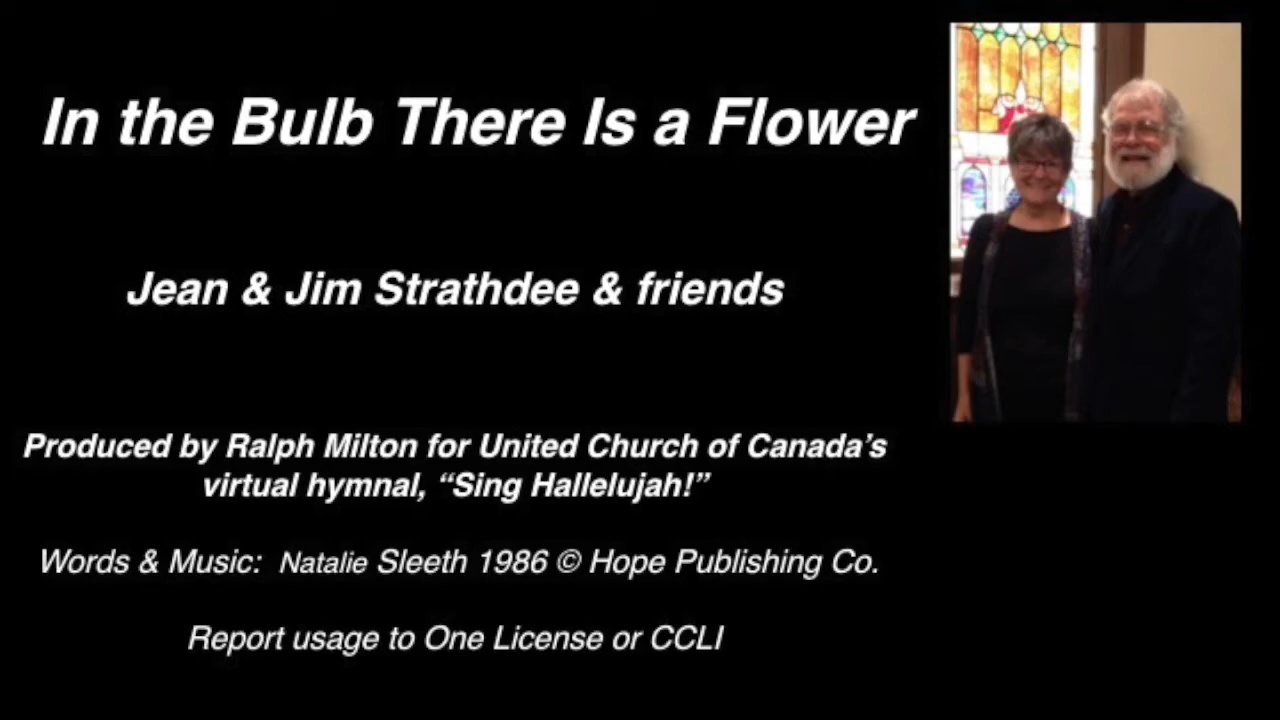 In the Bulb There Is a Flower
Jean & Jim Strathdee & friends
Produced by Ralph Milton for United Church of Canada’s
virtual hymnal, “Sing Hallelujah!”
Words & Music:  Natalie Sleeth 1986 © Hope Publishing Co.
Report usage to One License or CCLI